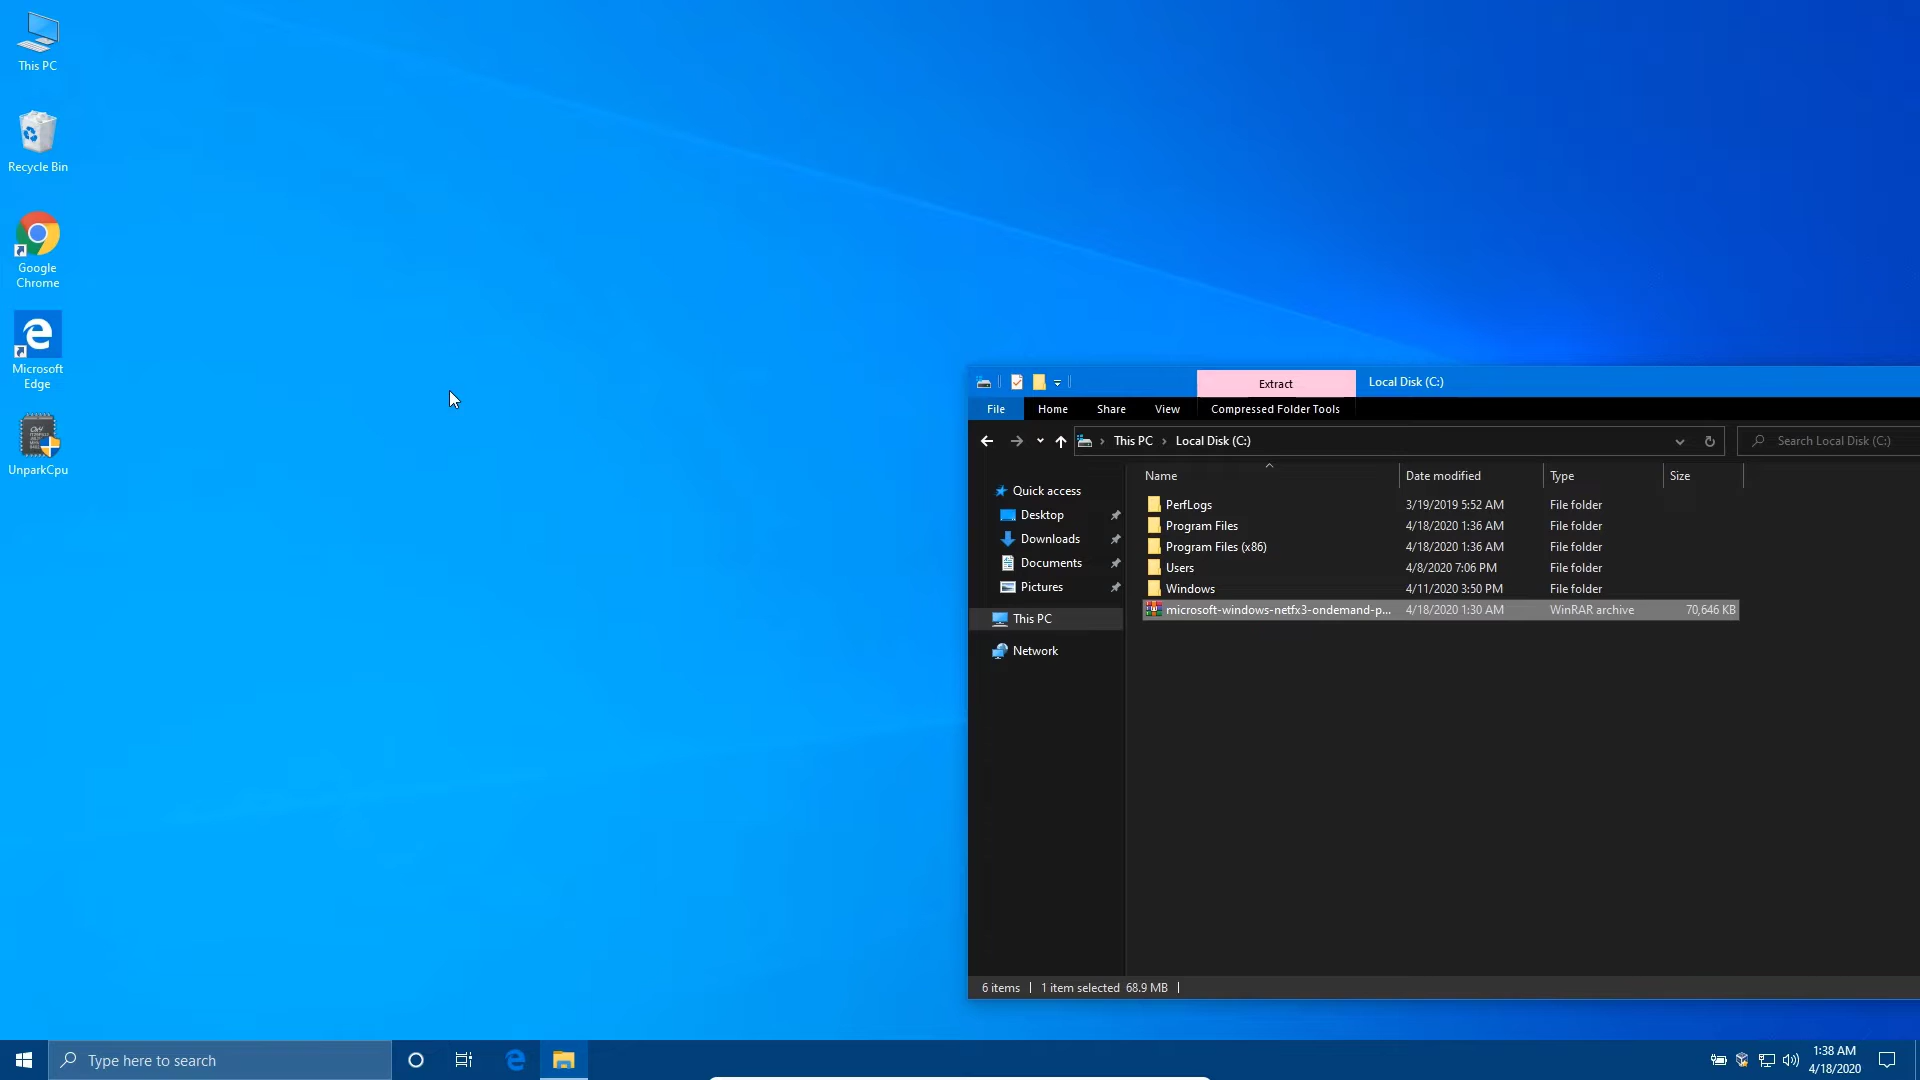 This PC
Recycle Bin
Google
Chrome
Microsoft
Edge
UnparkCpu
Extract
Local Disk (C:)
File
Home
Share
View
Compressed Folder Tools
This PC
Local Disk (C:)
Search Local Disk (C:)
Quick access
Desktop
Downloads
Documents
Pictures
This PC
Network
Name Date modified Type Size
PerfLogs 3/19/2019 5:52 AM File folder
Program Files 4/18/2020 1:36 AM File folder
Program Files (x86) 4/18/2020 1:36 AM File folder
Users 4/8/2020 7:06 PM File folder
Windows 4/11/2020 3:50 PM File folder
microsoft-windows-netfx3-ondemand-p... 4/18/2020 1:30 AM WinRAR archive 70,646 KB
6 items
1 item selected 68.9 MB
Type here to search
1:38 AM
4/18/2020